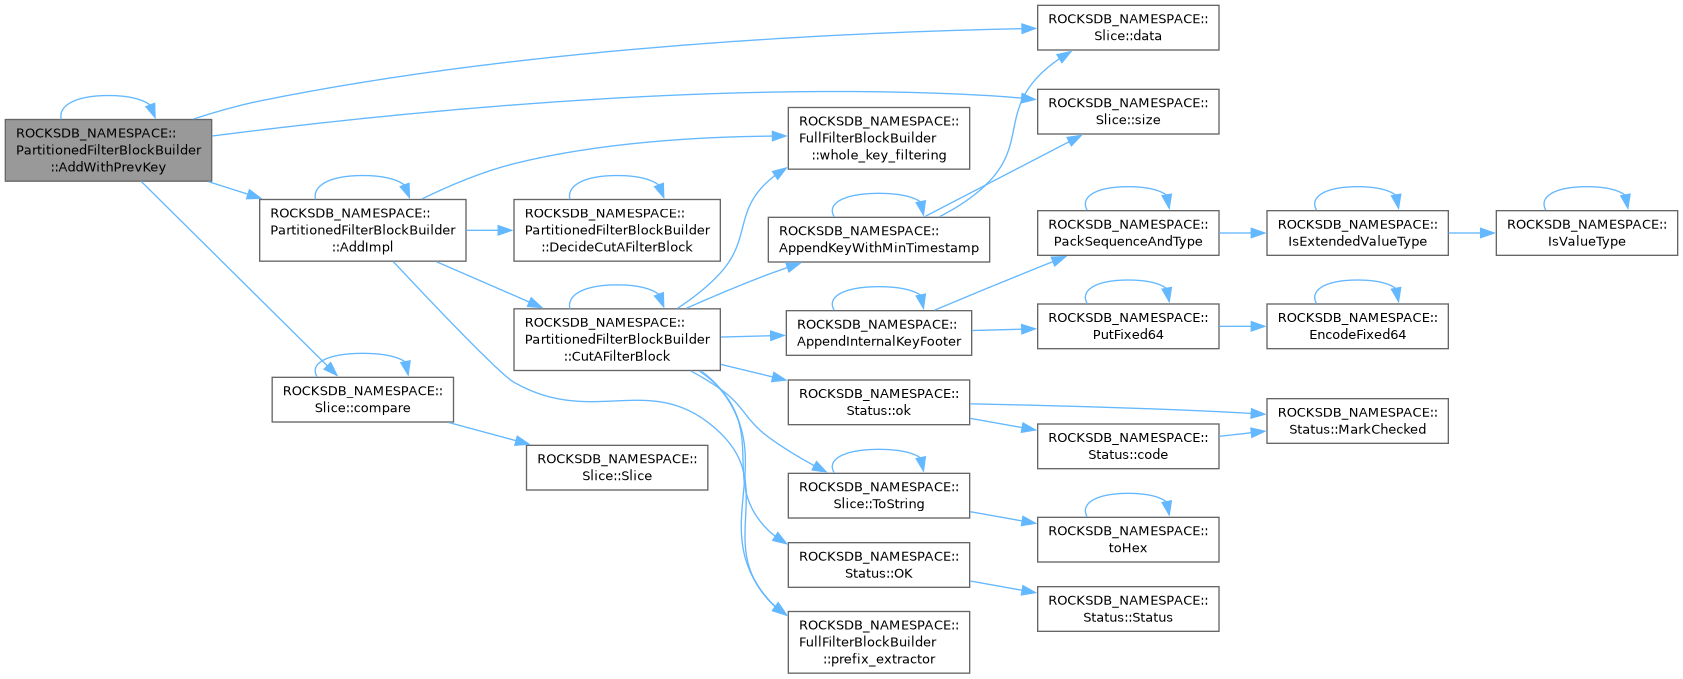 ROCKSDB_NAMESPACE::
PartitionedFilterBlockBuilder
::AddWithPrevKey
ROCKSDB_NAMESPACE::
PartitionedFilterBlockBuilder
::AddImpl
ROCKSDB_NAMESPACE::
Slice::compare
ROCKSDB_NAMESPACE::
PartitionedFilterBlockBuilder
::DecideCutAFilterBlock
ROCKSDB_NAMESPACE::
PartitionedFilterBlockBuilder
::CutAFilterBlock
ROCKSDB_NAMESPACE::
Slice::Slice
ROCKSDB_NAMESPACE::
FullFilterBlockBuilder
::whole_key_filtering
ROCKSDB_NAMESPACE::
AppendKeyWithMinTimestamp
ROCKSDB_NAMESPACE::
AppendInternalKeyFooter
ROCKSDB_NAMESPACE::
Status::ok
ROCKSDB_NAMESPACE::
Slice::ToString
ROCKSDB_NAMESPACE::
Status::OK
ROCKSDB_NAMESPACE::
FullFilterBlockBuilder
::prefix_extractor
ROCKSDB_NAMESPACE::
Slice::data
ROCKSDB_NAMESPACE::
Slice::size
ROCKSDB_NAMESPACE::
PackSequenceAndType
ROCKSDB_NAMESPACE::
PutFixed64
ROCKSDB_NAMESPACE::
Status::code
ROCKSDB_NAMESPACE::
toHex
ROCKSDB_NAMESPACE::
Status::Status
ROCKSDB_NAMESPACE::
IsExtendedValueType
ROCKSDB_NAMESPACE::
EncodeFixed64
ROCKSDB_NAMESPACE::
Status::MarkChecked
ROCKSDB_NAMESPACE::
IsValueType